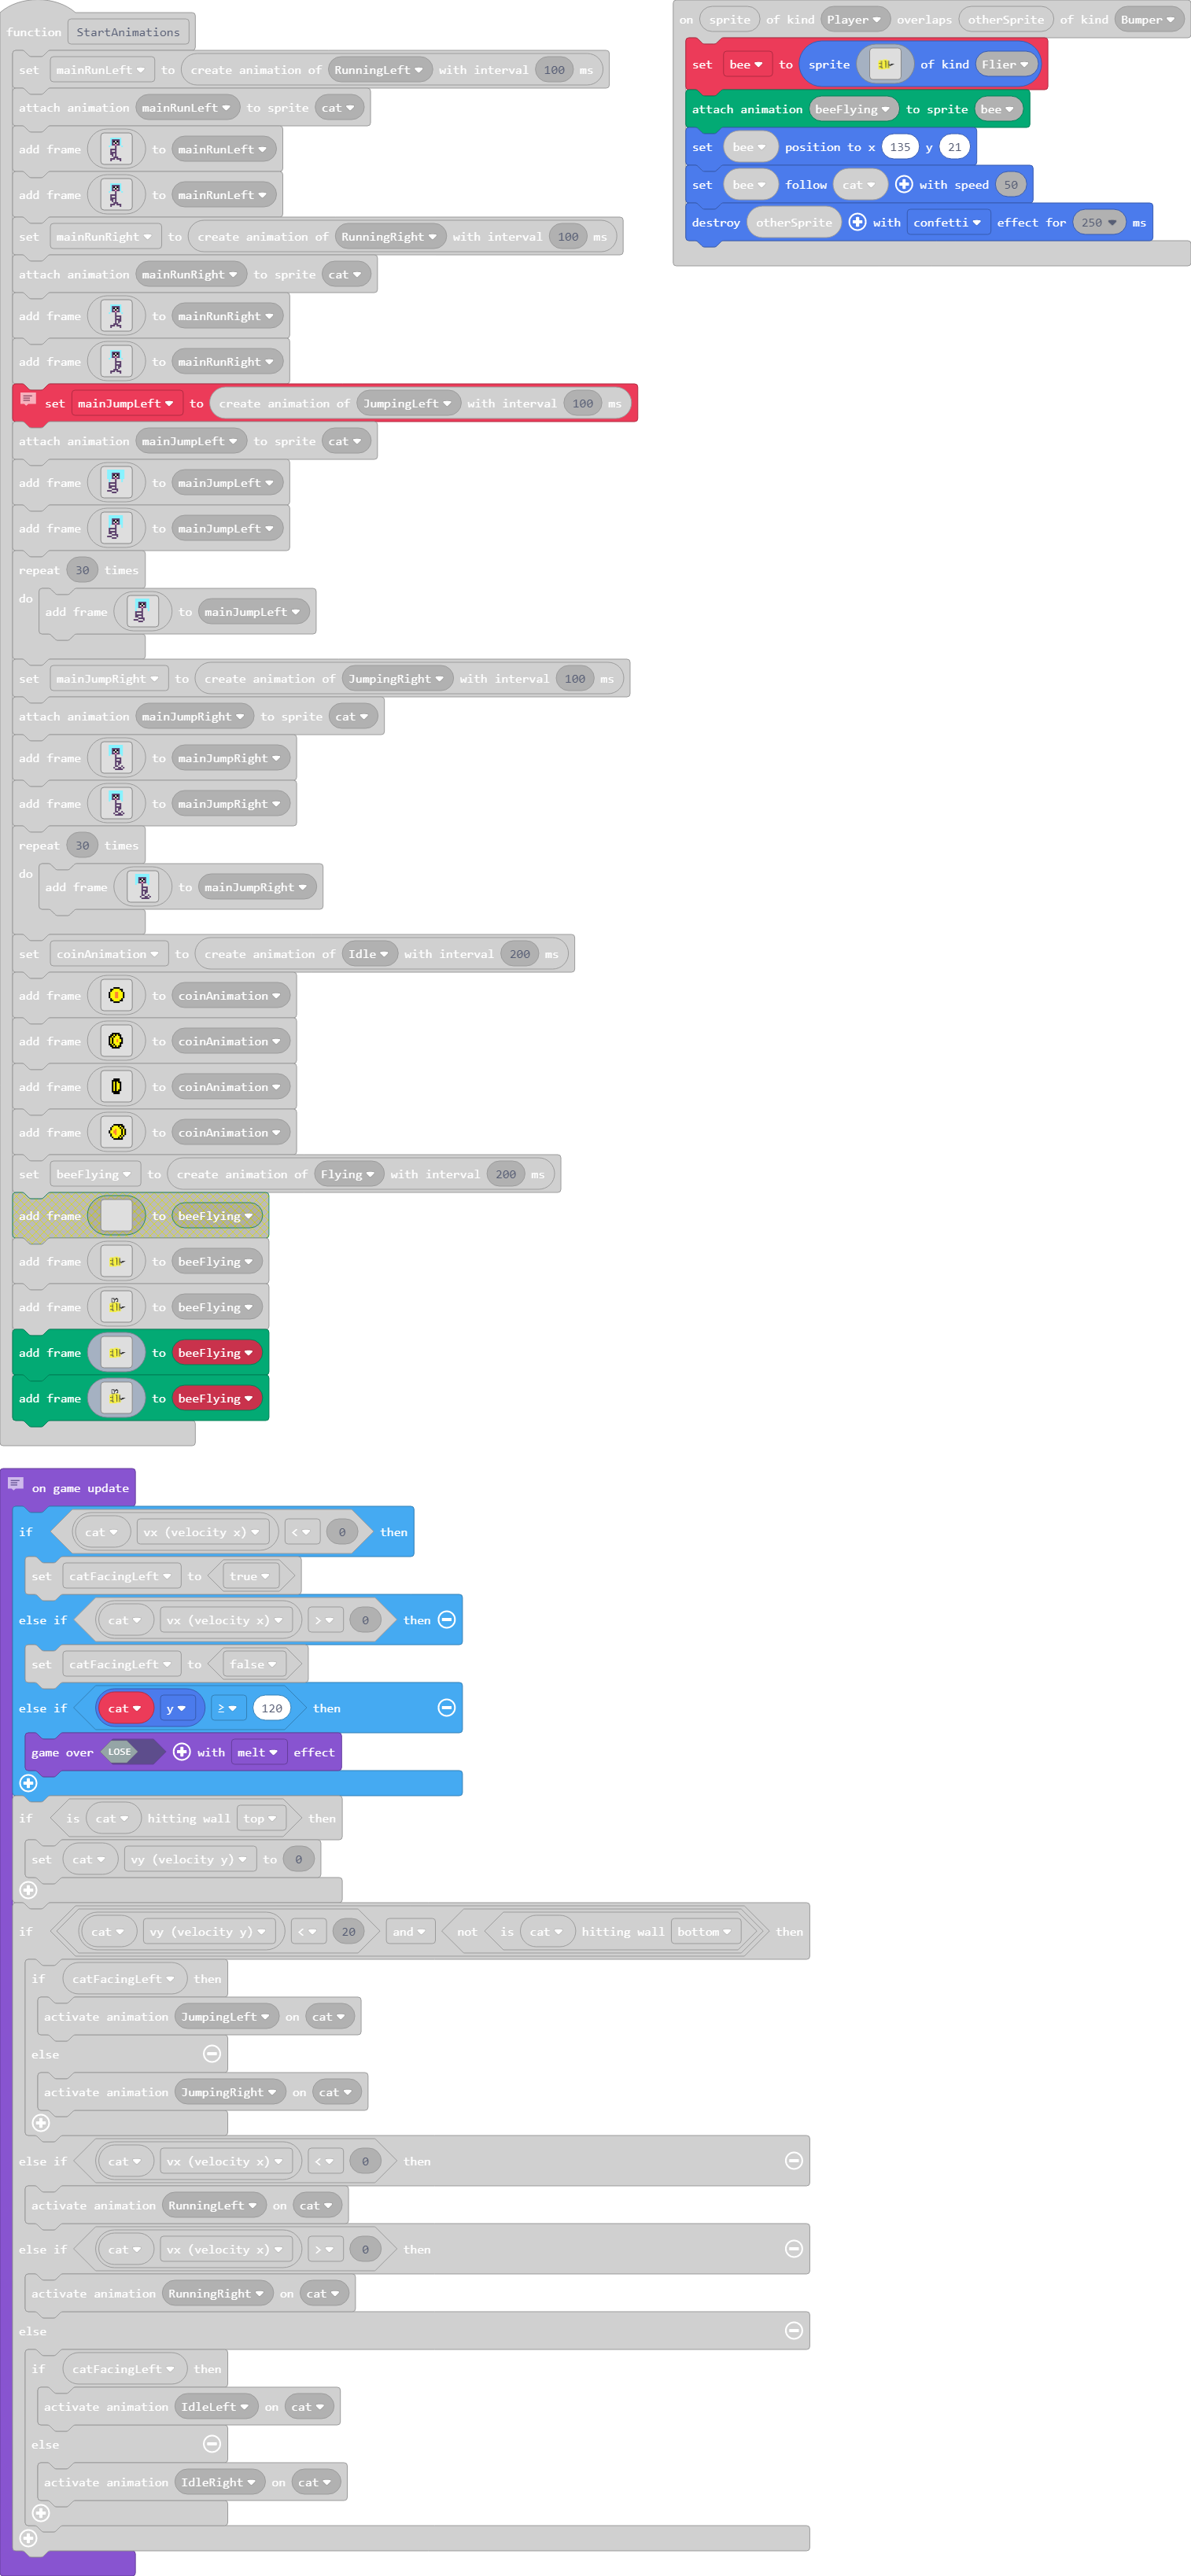 function StartAnimations
set mainRunLeft to create animation of RunningLeft with interval 100 ms
attach animation mainRunLeft to sprite cat
add frame to mainRunLeft
add frame to mainRunLeft
set mainRunRight to create animation of RunningRight with interval 100 ms
attach animation mainRunRight to sprite cat
add frame to mainRunRight
add frame to mainRunRight
set mainJumpLeft to create animation of JumpingLeft with interval 100 ms
attach animation mainJumpLeft to sprite cat
add frame to mainJumpLeft
add frame to mainJumpLeft
repeat 30 times
do add frame to mainJumpLeft
set mainJumpRight to create animation of JumpingRight with interval 100 ms
attach animation mainJumpRight to sprite cat
add frame to mainJumpRight
add frame to mainJumpRight
repeat 30 times
do add frame to mainJumpRight
set coinAnimation to create animation of Idle with interval 200 ms
add frame to coinAnimation
add frame to coinAnimation
add frame to coinAnimation
add frame to coinAnimation
set beeFlying to create animation of Flying with interval 200 ms
add frame to beeFlying
add frame to beeFlying
add frame to beeFlying
add frame to beeFlying
add frame to beeFlying
on sprite of kind Player overlaps otherSprite of kind Bumper
set bee to sprite of kind Flier
attach animation beeFlying to sprite bee
set bee position to x 135 y 21
set bee follow cat with speed 50
destroy otherSprite with confetti effect for 250 ms
on game update
if cat vx (velocity x) < 0 then
set catFacingLeft to true
else if cat vx (velocity x) > 0 then
set catFacingLeft to false
else if cat y ≥ 120 then
game over LOSE with melt effect
if is cat hitting wall top then
set cat vy (velocity y) to 0
if cat vy (velocity y) < 20 and not is cat hitting wall bottom then
if catFacingLeft then
activate animation JumpingLeft on cat
else
activate animation JumpingRight on cat
else if cat vx (velocity x) < 0 then
activate animation RunningLeft on cat
else if cat vx (velocity x) > 0 then
activate animation RunningRight on cat
else
if catFacingLeft then
activate animation IdleLeft on cat
else
activate animation IdleRight on cat